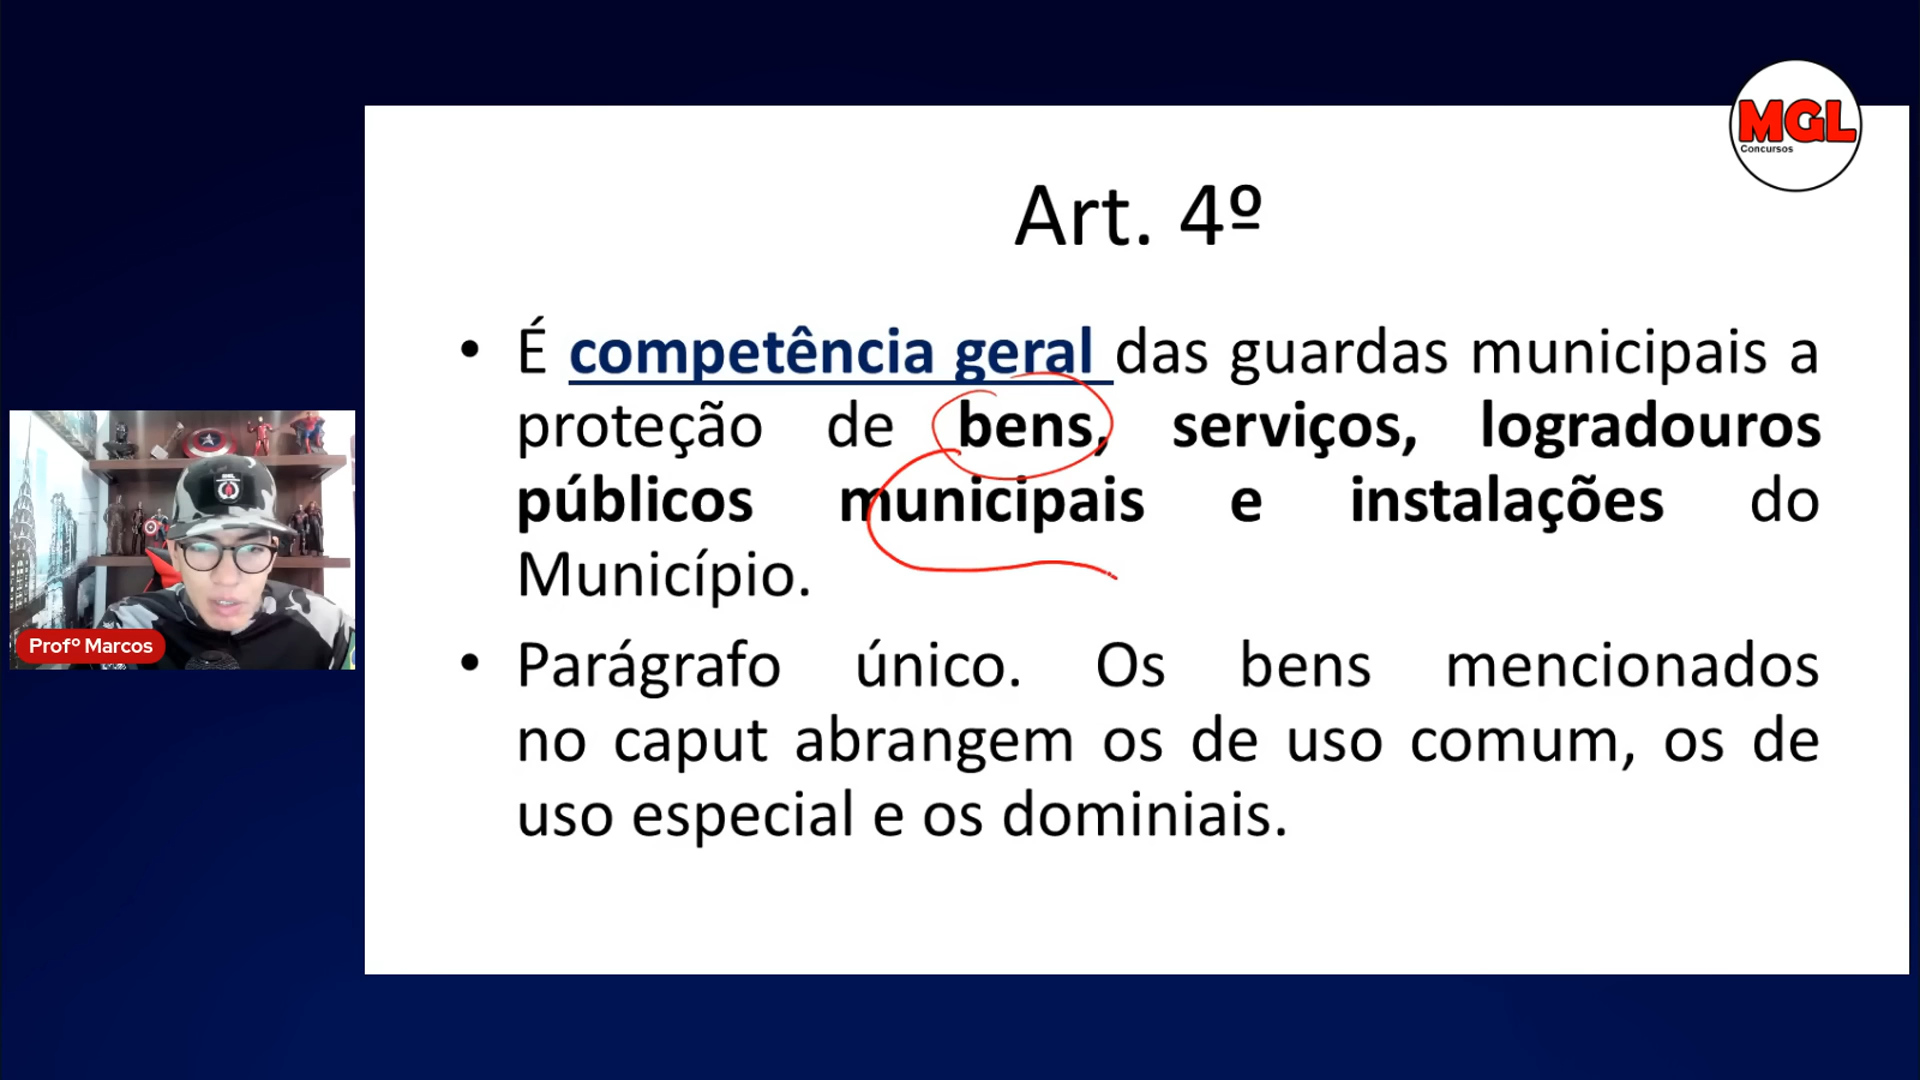 MGL
Concursos
Art. 4º
• É competência geral das guardas municipais a
proteção de bens, serviços, logradouros
públicos municipais e instalações do
Município.
• Parágrafo único. Os bens mencionados
no caput abrangem os de uso comum, os de
uso especial e os dominiais.
Profº Marcos